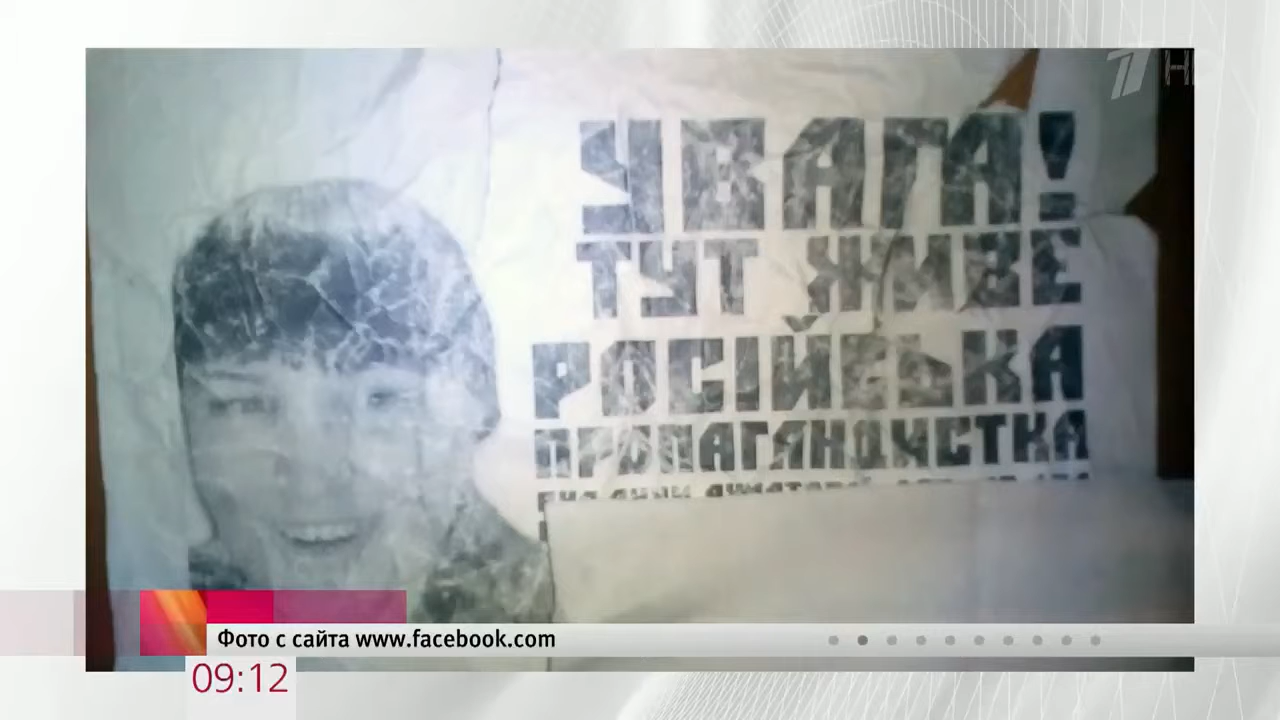 УВАГА!
ТУТ ЖИВЕ
РОСІЙСЬКА
ПРОПАГАНДИСТКА
Фото с сайта www.facebook.com
09:12